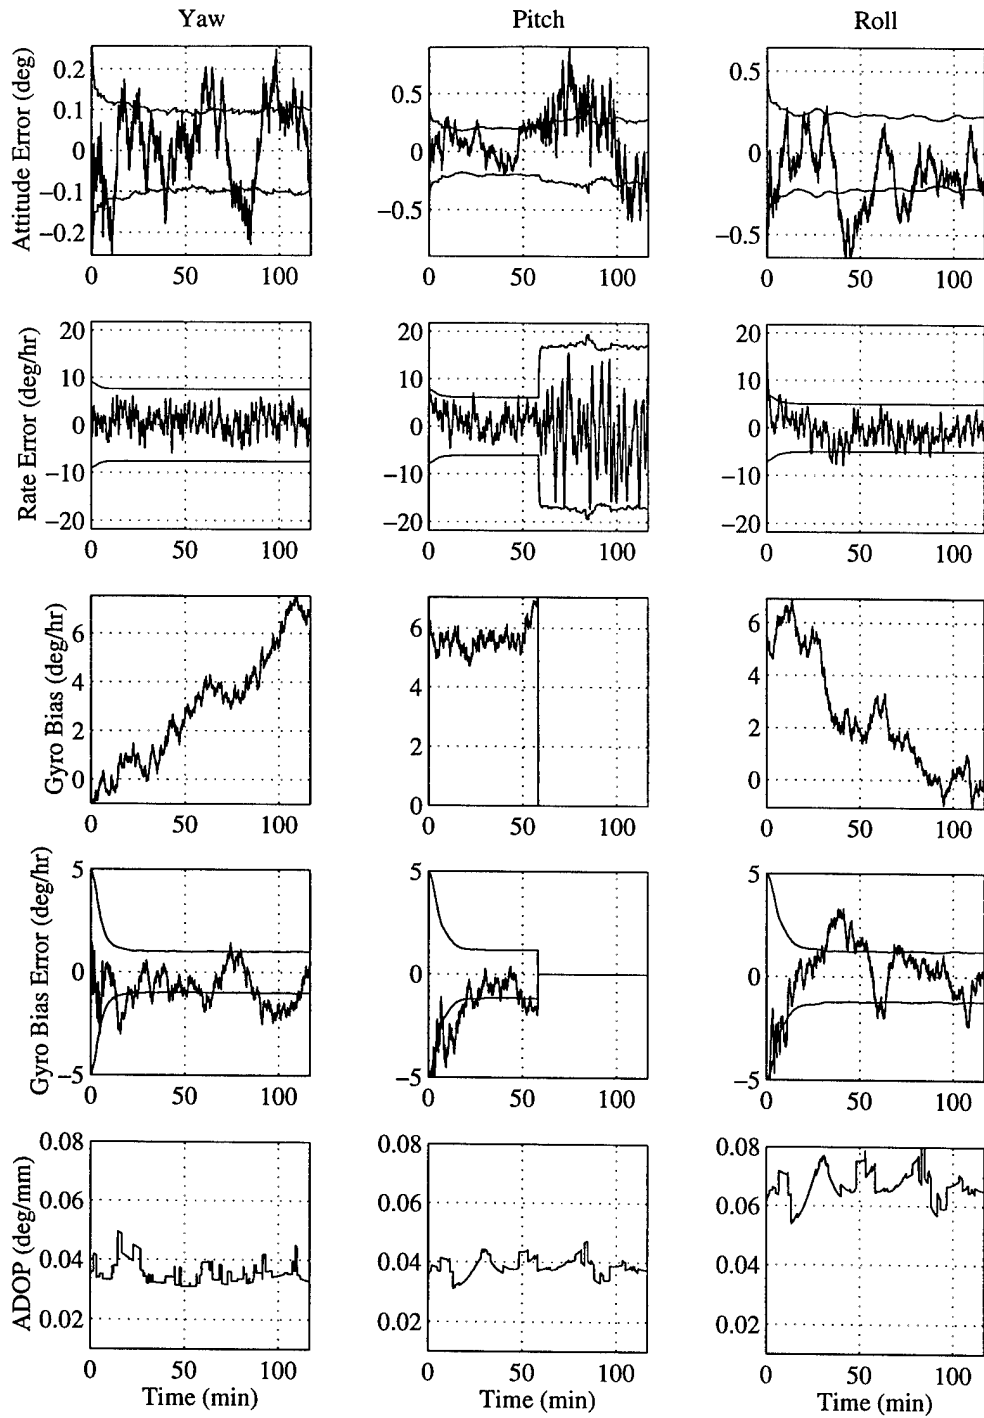 Yaw Pitch Roll
Attitude Error (deg)
0.2 0.1 0 −0.1 −0.2
0 50 100
0.5 0 −0.5
0 50 100
0.5 0 −0.5
0 50 100
Rate Error (deg/hr)
20 10 0 −10 −20
0 50 100
20 10 0 −10 −20
0 50 100
20 10 0 −10 −20
0 50 100
Gyro Bias (deg/hr)
6 4 2 0
0 50 100
6 4 2 0
0 50 100
6 4 2 0
0 50 100
Gyro Bias Error (deg/hr)
5 0 −5
0 50 100
5 0 −5
0 50 100
5 0 −5
0 50 100
ADOP (deg/mm)
0.08 0.06 0.04 0.02
0 50 100
Time (min)
0.08 0.06 0.04 0.02
0 50 100
Time (min)
0.08 0.06 0.04 0.02
0 50 100
Time (min)